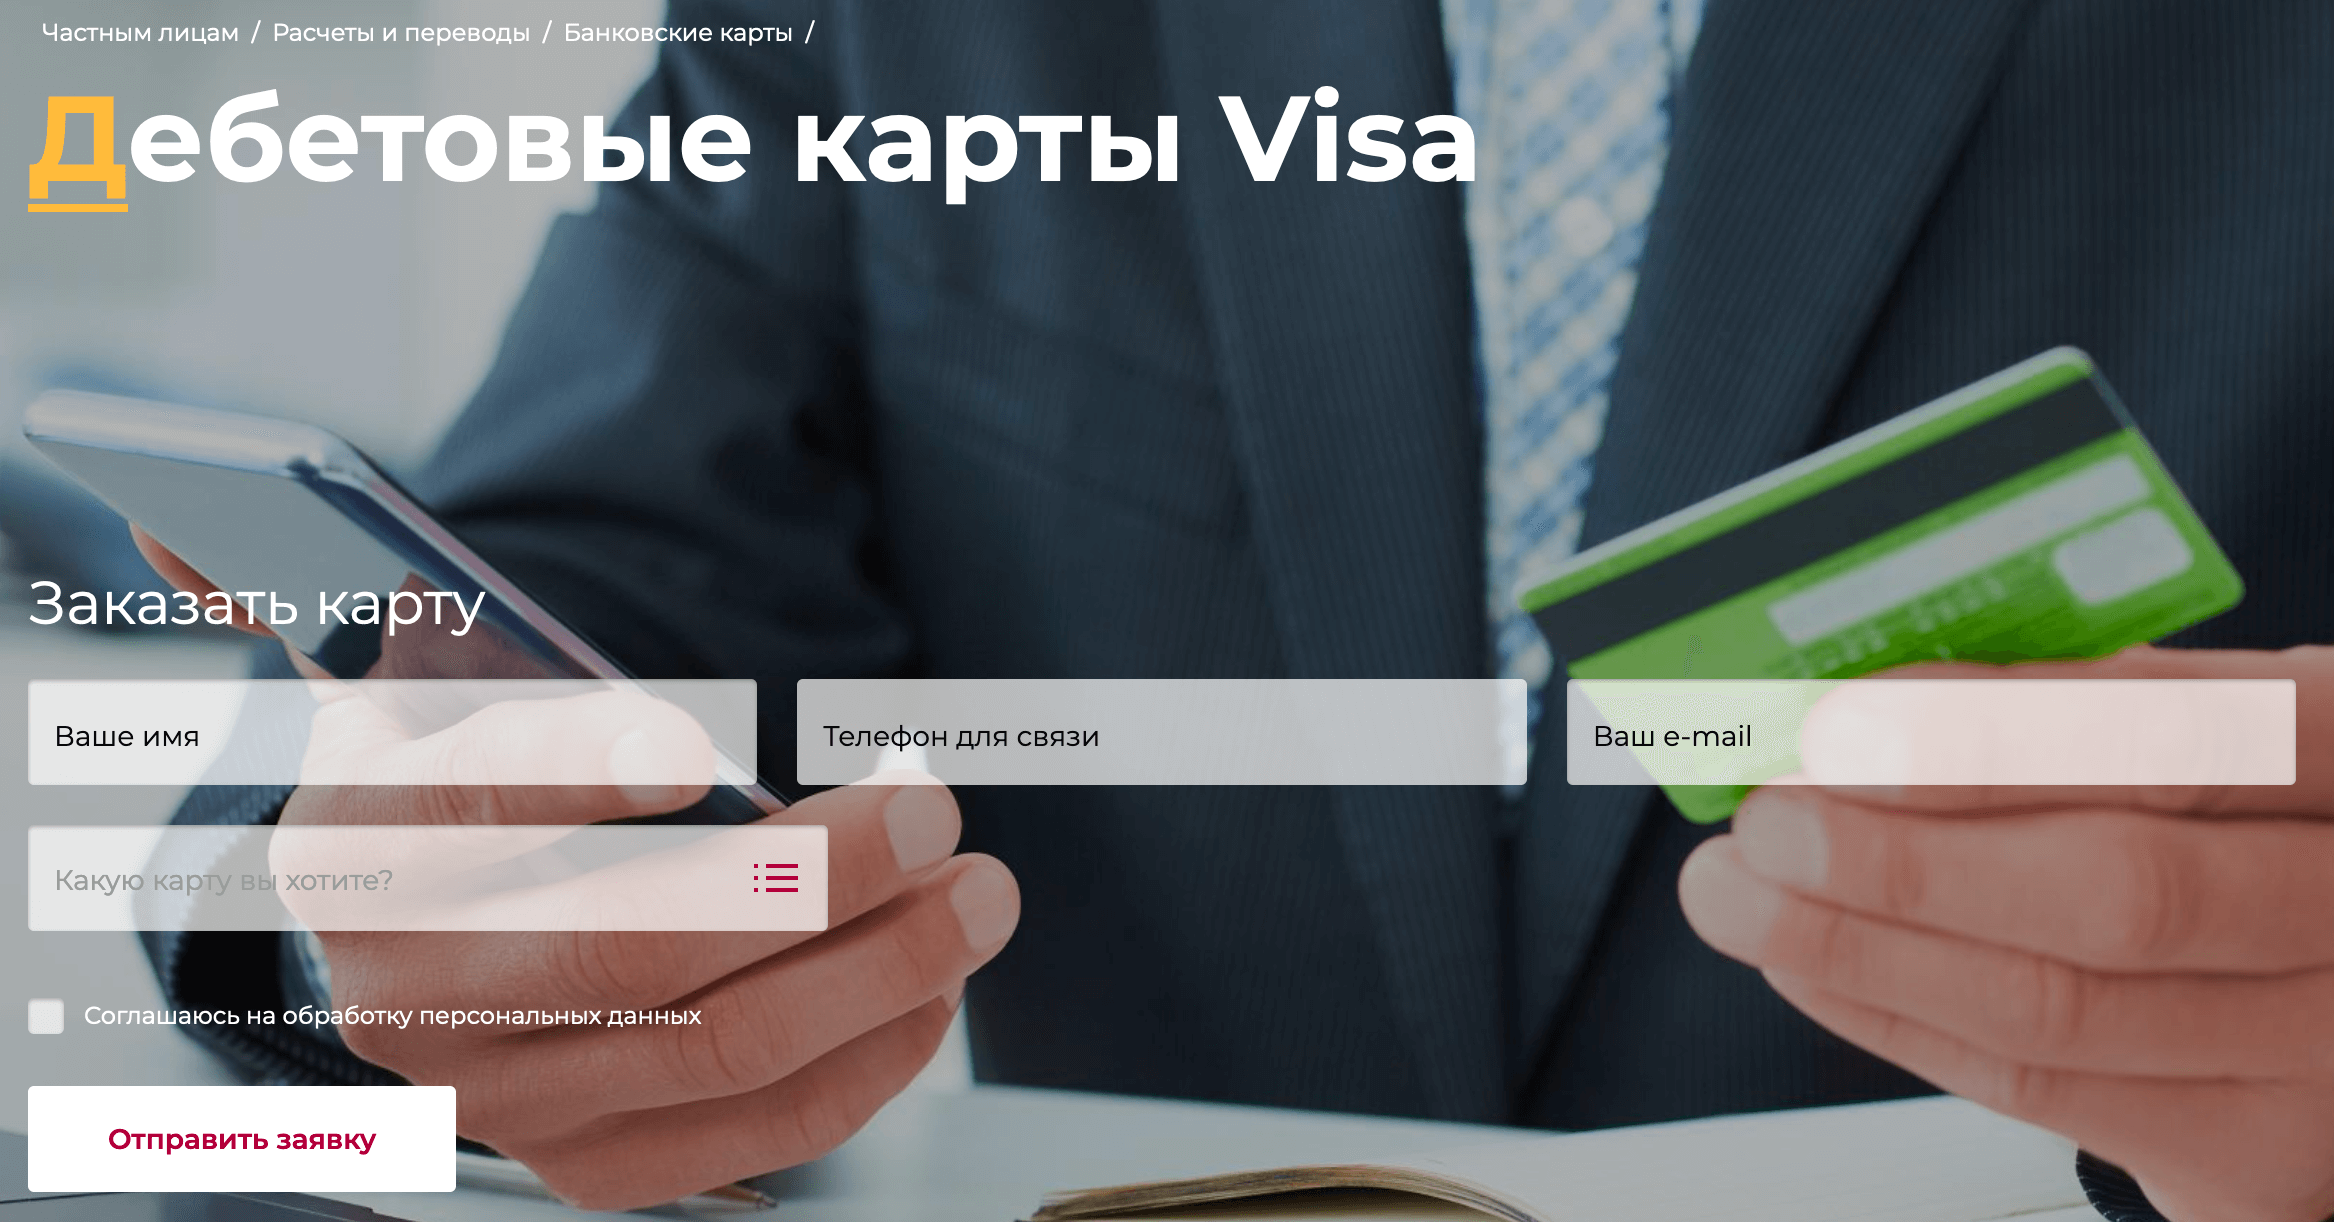 Частным лицам / Расчеты и переводы / Банковские карты /
Дебетовые карты Visa
Заказать карту
Ваше имя
Телефон для связи
Ваш e-mail
Какую карту вы хотите?
Соглашаюсь на обработку персональных данных
Отправить заявку